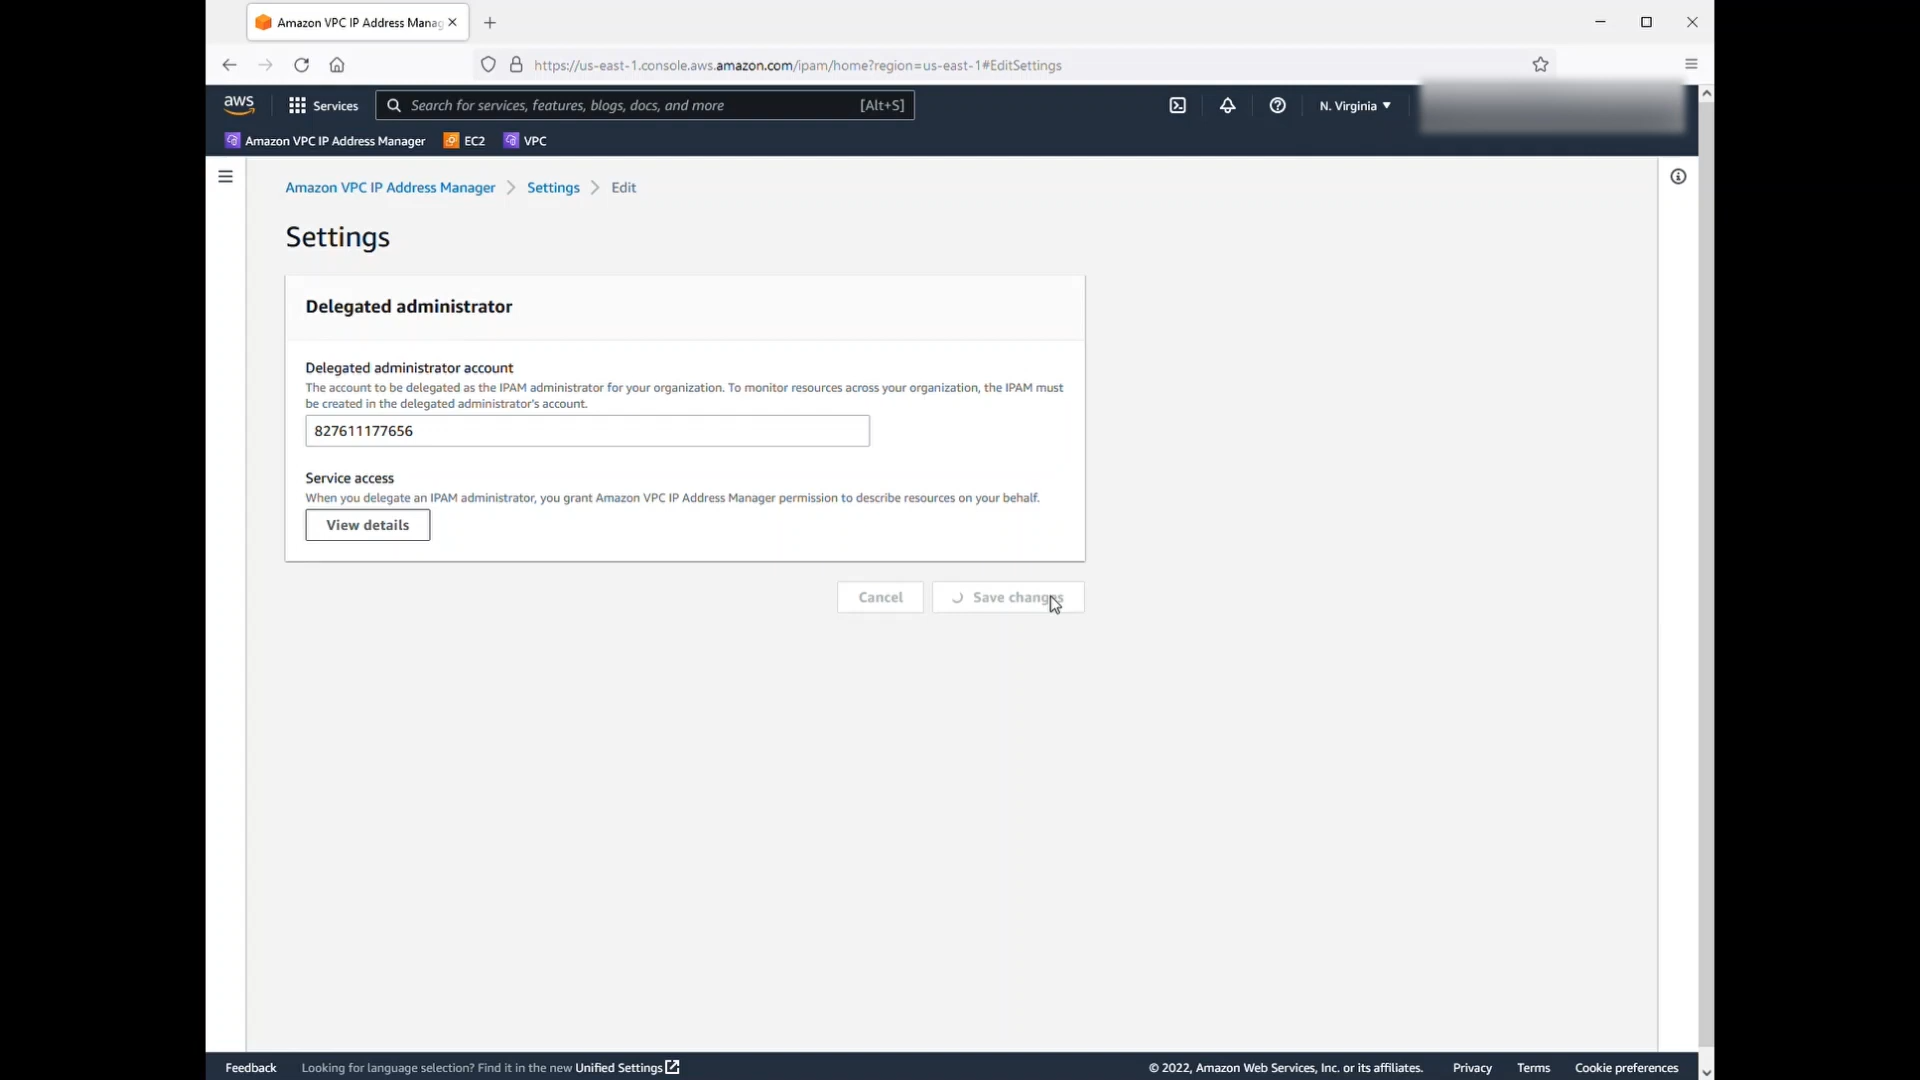 Amazon VPC IP Address Manag
https://us-east-1.console.aws.amazon.com/ipam/home?region=us-east-1#EditSettings
aws
Services
Search for services, features, blogs, docs, and more
[Alt+S]
N. Virginia
Amazon VPC IP Address Manager
EC2
VPC
Amazon VPC IP Address Manager
Settings
Edit
Settings
Delegated administrator
Delegated administrator account
The account to be delegated as the IPAM administrator for your organization. To monitor resources across your organization, the IPAM must
be created in the delegated administrator's account.
827611177656
Service access
When you delegate an IPAM administrator, you grant Amazon VPC IP Address Manager permission to describe resources on your behalf.
View details
Cancel
Save changes
Feedback
Looking for language selection? Find it in the new Unified Settings
© 2022, Amazon Web Services, Inc. or its affiliates.
Privacy
Terms
Cookie preferences